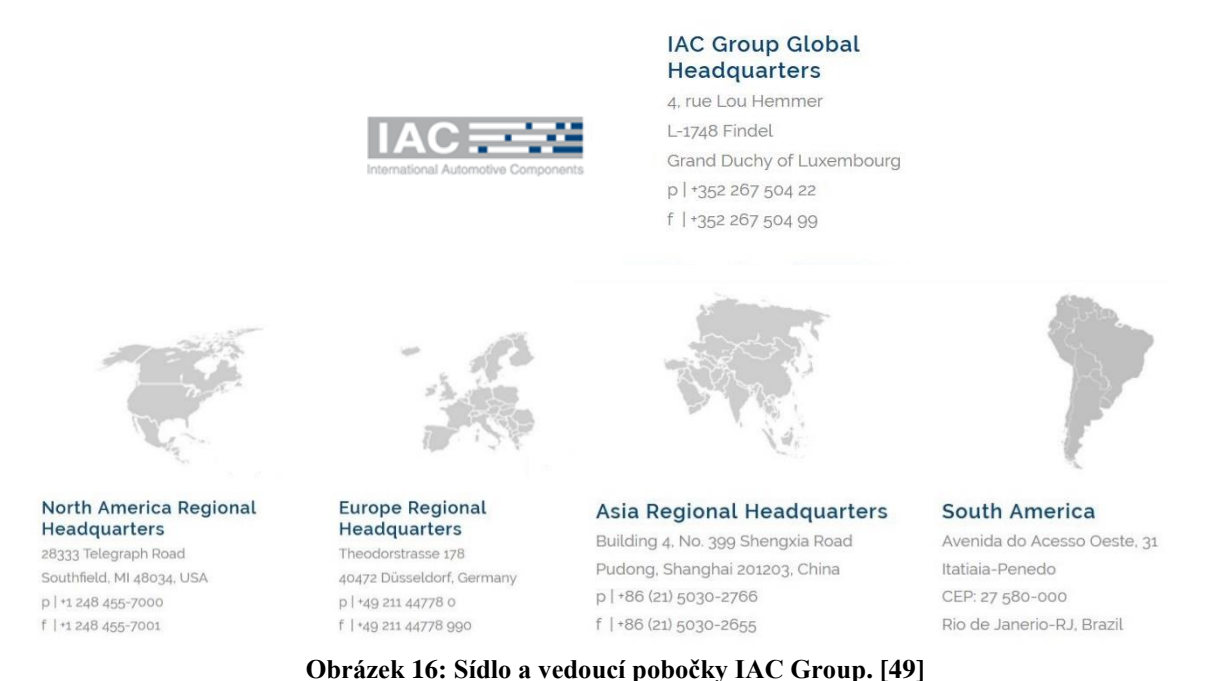 IAC Group Global
Headquarters
4, rue Lou Hemmer
L-1748 Findel
Grand Duchy of Luxembourg
p | +352 267 504 22
f | +352 267 504 99
IAC
International Automotive Components
North America Regional
Headquarters
28333 Telegraph Road
Southfield, MI 48034, USA
p | +1 248 455-7000
f | +1 248 455-7001
Europe Regional
Headquarters
Theodorstrasse 178
40472 Düsseldorf, Germany
p | +49 211 44778 0
f | +49 211 44778 990
Asia Regional Headquarters
Building 4, No. 399 Shengxia Road
Pudong, Shanghai 201203, China
p | +86 (21) 5030-2766
f | +86 (21) 5030-2655
South America
Avenida do Acesso Oeste, 31
Itatiaia-Penedo
CEP: 27 580-000
Rio de Janerio-RJ, Brazil
Obrázek 16: Sídlo a vedoucí pobočky IAC Group. [49]